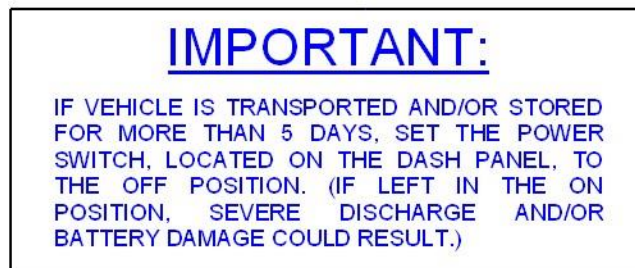 IMPORTANT:
IF VEHICLE IS TRANSPORTED AND/OR STORED
FOR MORE THAN 5 DAYS, SET THE POWER
SWITCH, LOCATED ON THE DASH PANEL, TO
THE OFF POSITION. (IF LEFT IN THE ON
POSITION, SEVERE DISCHARGE AND/OR
BATTERY DAMAGE COULD RESULT.)